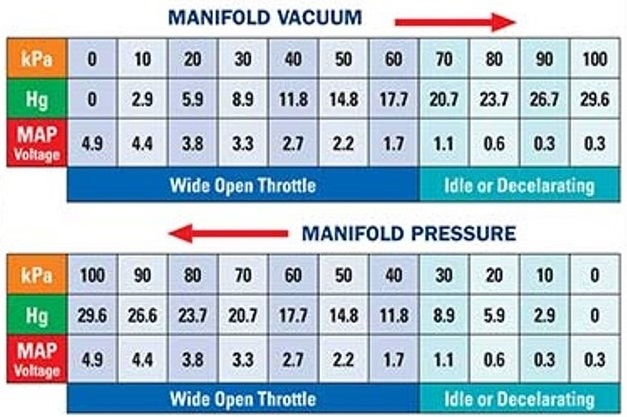 MANIFOLD VACUUM
kPa 0 10 20 30 40 50 60 70 80 90 100
Hg 0 2.9 5.9 8.9 11.8 14.8 17.7 20.7 23.7 26.7 29.6
MAP Voltage 4.9 4.4 3.8 3.3 2.7 2.2 1.7 1.1 0.6 0.3 0.3
Wide Open Throttle Idle or Decelarating
MANIFOLD PRESSURE
kPa 100 90 80 70 60 50 40 30 20 10 0
Hg 29.6 26.6 23.7 20.7 17.7 14.8 11.8 8.9 5.9 2.9 0
MAP Voltage 4.9 4.4 3.8 3.3 2.7 2.2 1.7 1.1 0.6 0.3 0.3
Wide Open Throttle Idle or Decelarating